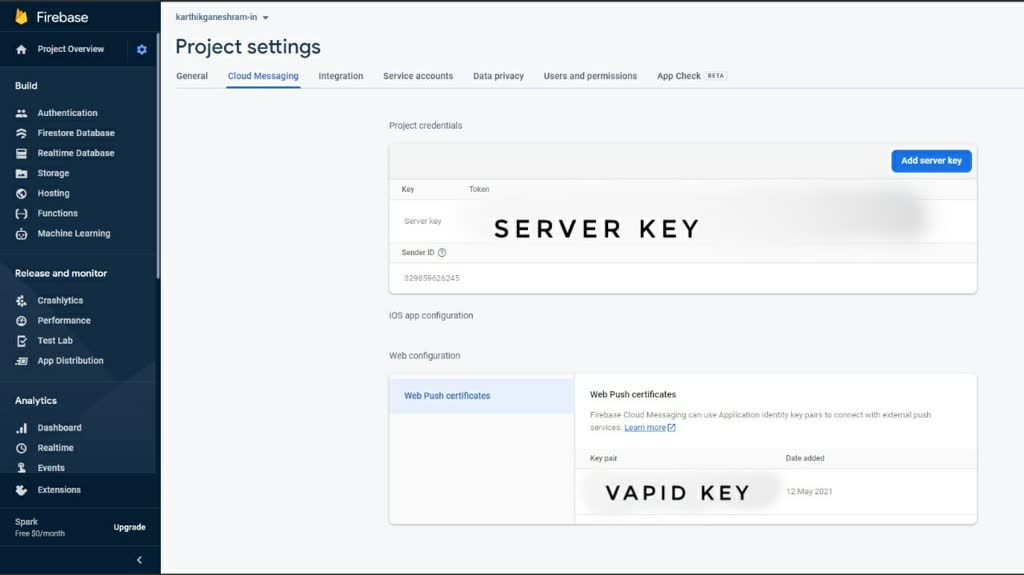 Firebase
Project Overview
Build
Authentication
Firestore Database
Realtime Database
Storage
Hosting
Functions
Machine Learning
Release and monitor
Crashlytics
Performance
Test Lab
App Distribution
Analytics
Dashboard
Realtime
Events
Extensions
Spark
Free $0/month
Upgrade
karthikganeshram-in
Project settings
General Cloud Messaging Integration Service accounts Data privacy Users and permissions App Check BETA
Project credentials
Add server key
Key Token
Server key
SERVER KEY
Sender ID
329859626245
iOS app configuration
Web configuration
Web Push certificates
Web Push certificates
Firebase Cloud Messaging can use Application Identity key pairs to connect with external push
services. Learn more
Key pair Date added
VAPID KEY 12 May 2021